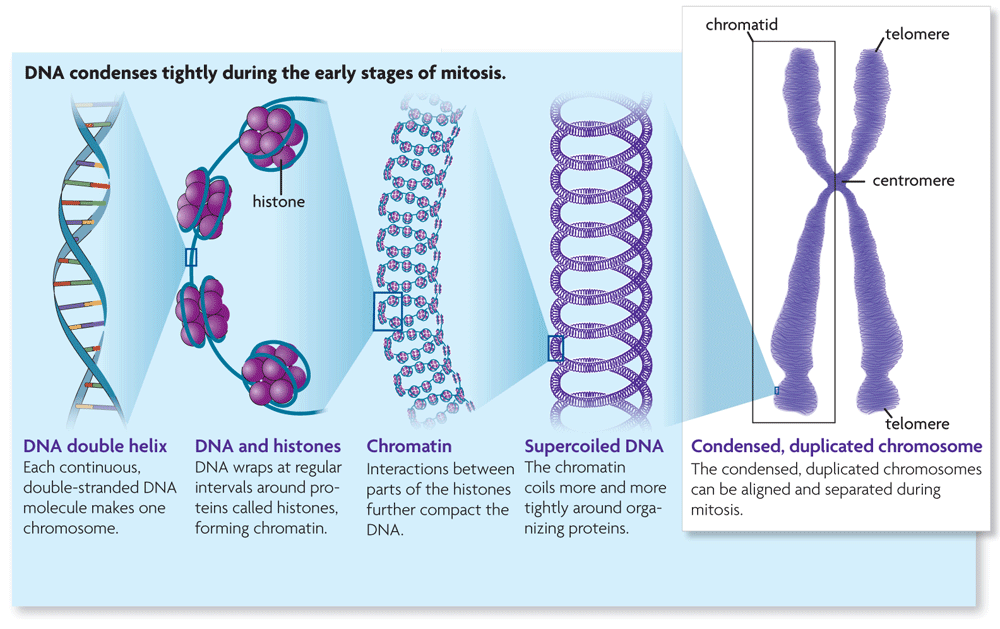 DNA condenses tightly during the early stages of mitosis.
chromatid
telomere
centromere
telomere
histone
DNA double helix
Each continuous,
double-stranded DNA
molecule makes one
chromosome.
DNA and histones
DNA wraps at regular
intervals around pro-
teins called histones,
forming chromatin.
Chromatin
Interactions between
parts of the histones
further compact the
DNA.
Supercoiled DNA
The chromatin
coils more and more
tightly around orga-
nizing proteins.
Condensed, duplicated chromosome
The condensed, duplicated chromosomes
can be aligned and separated during
mitosis.